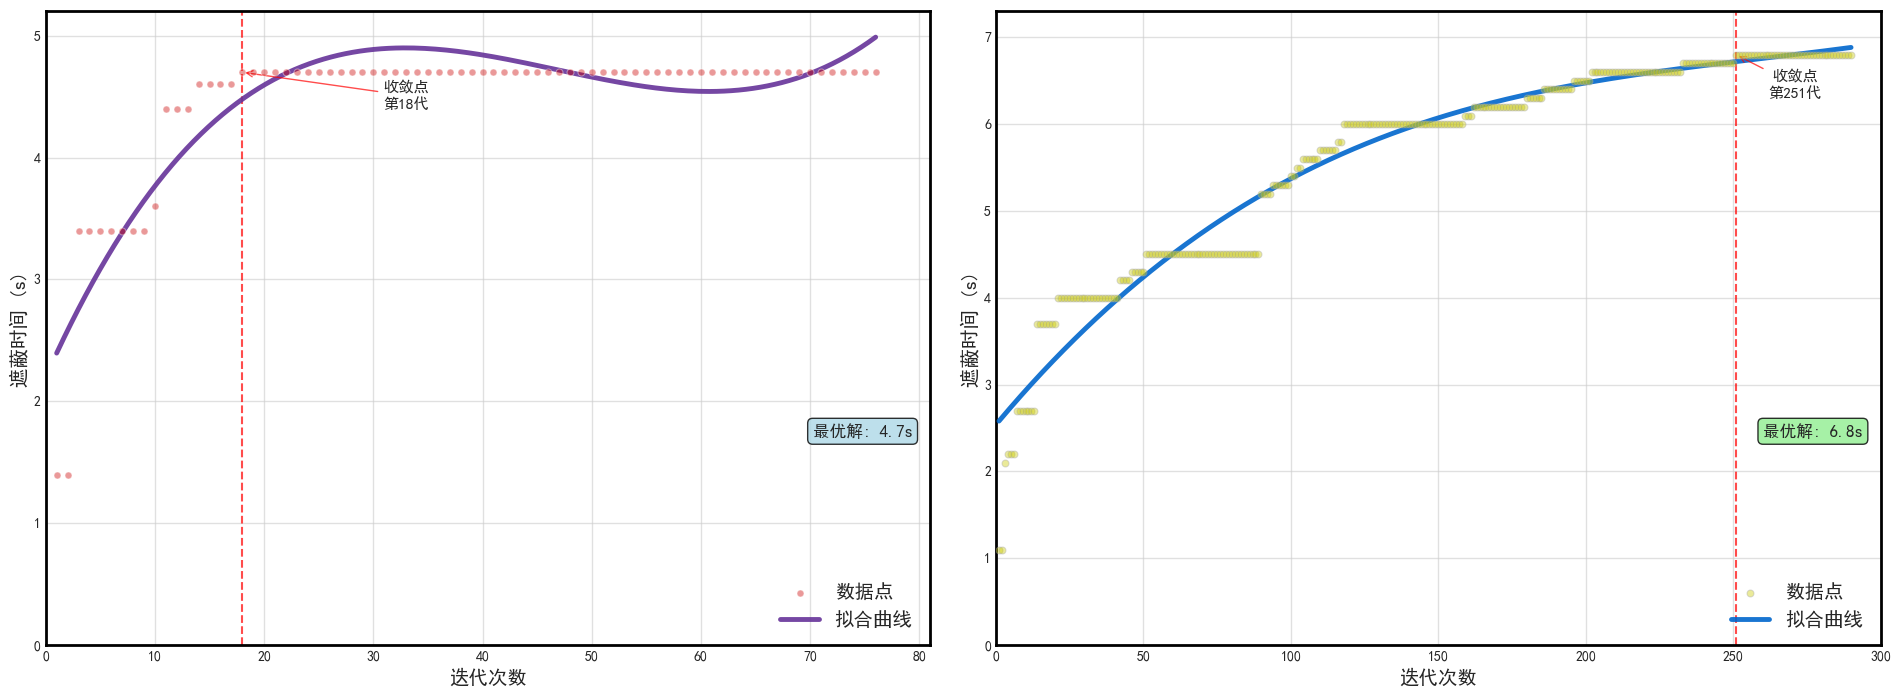 5
4
3
2
1
0
遮蔽时间（s）
收敛点
第18代
最优解: 4.7s
数据点
拟合曲线
0 10 20 30 40 50 60 70 80
迭代次数
7
6
5
4
3
2
1
0
遮蔽时间（s）
收敛点
第251代
最优解: 6.8s
数据点
拟合曲线
0 50 100 150 200 250 300
迭代次数